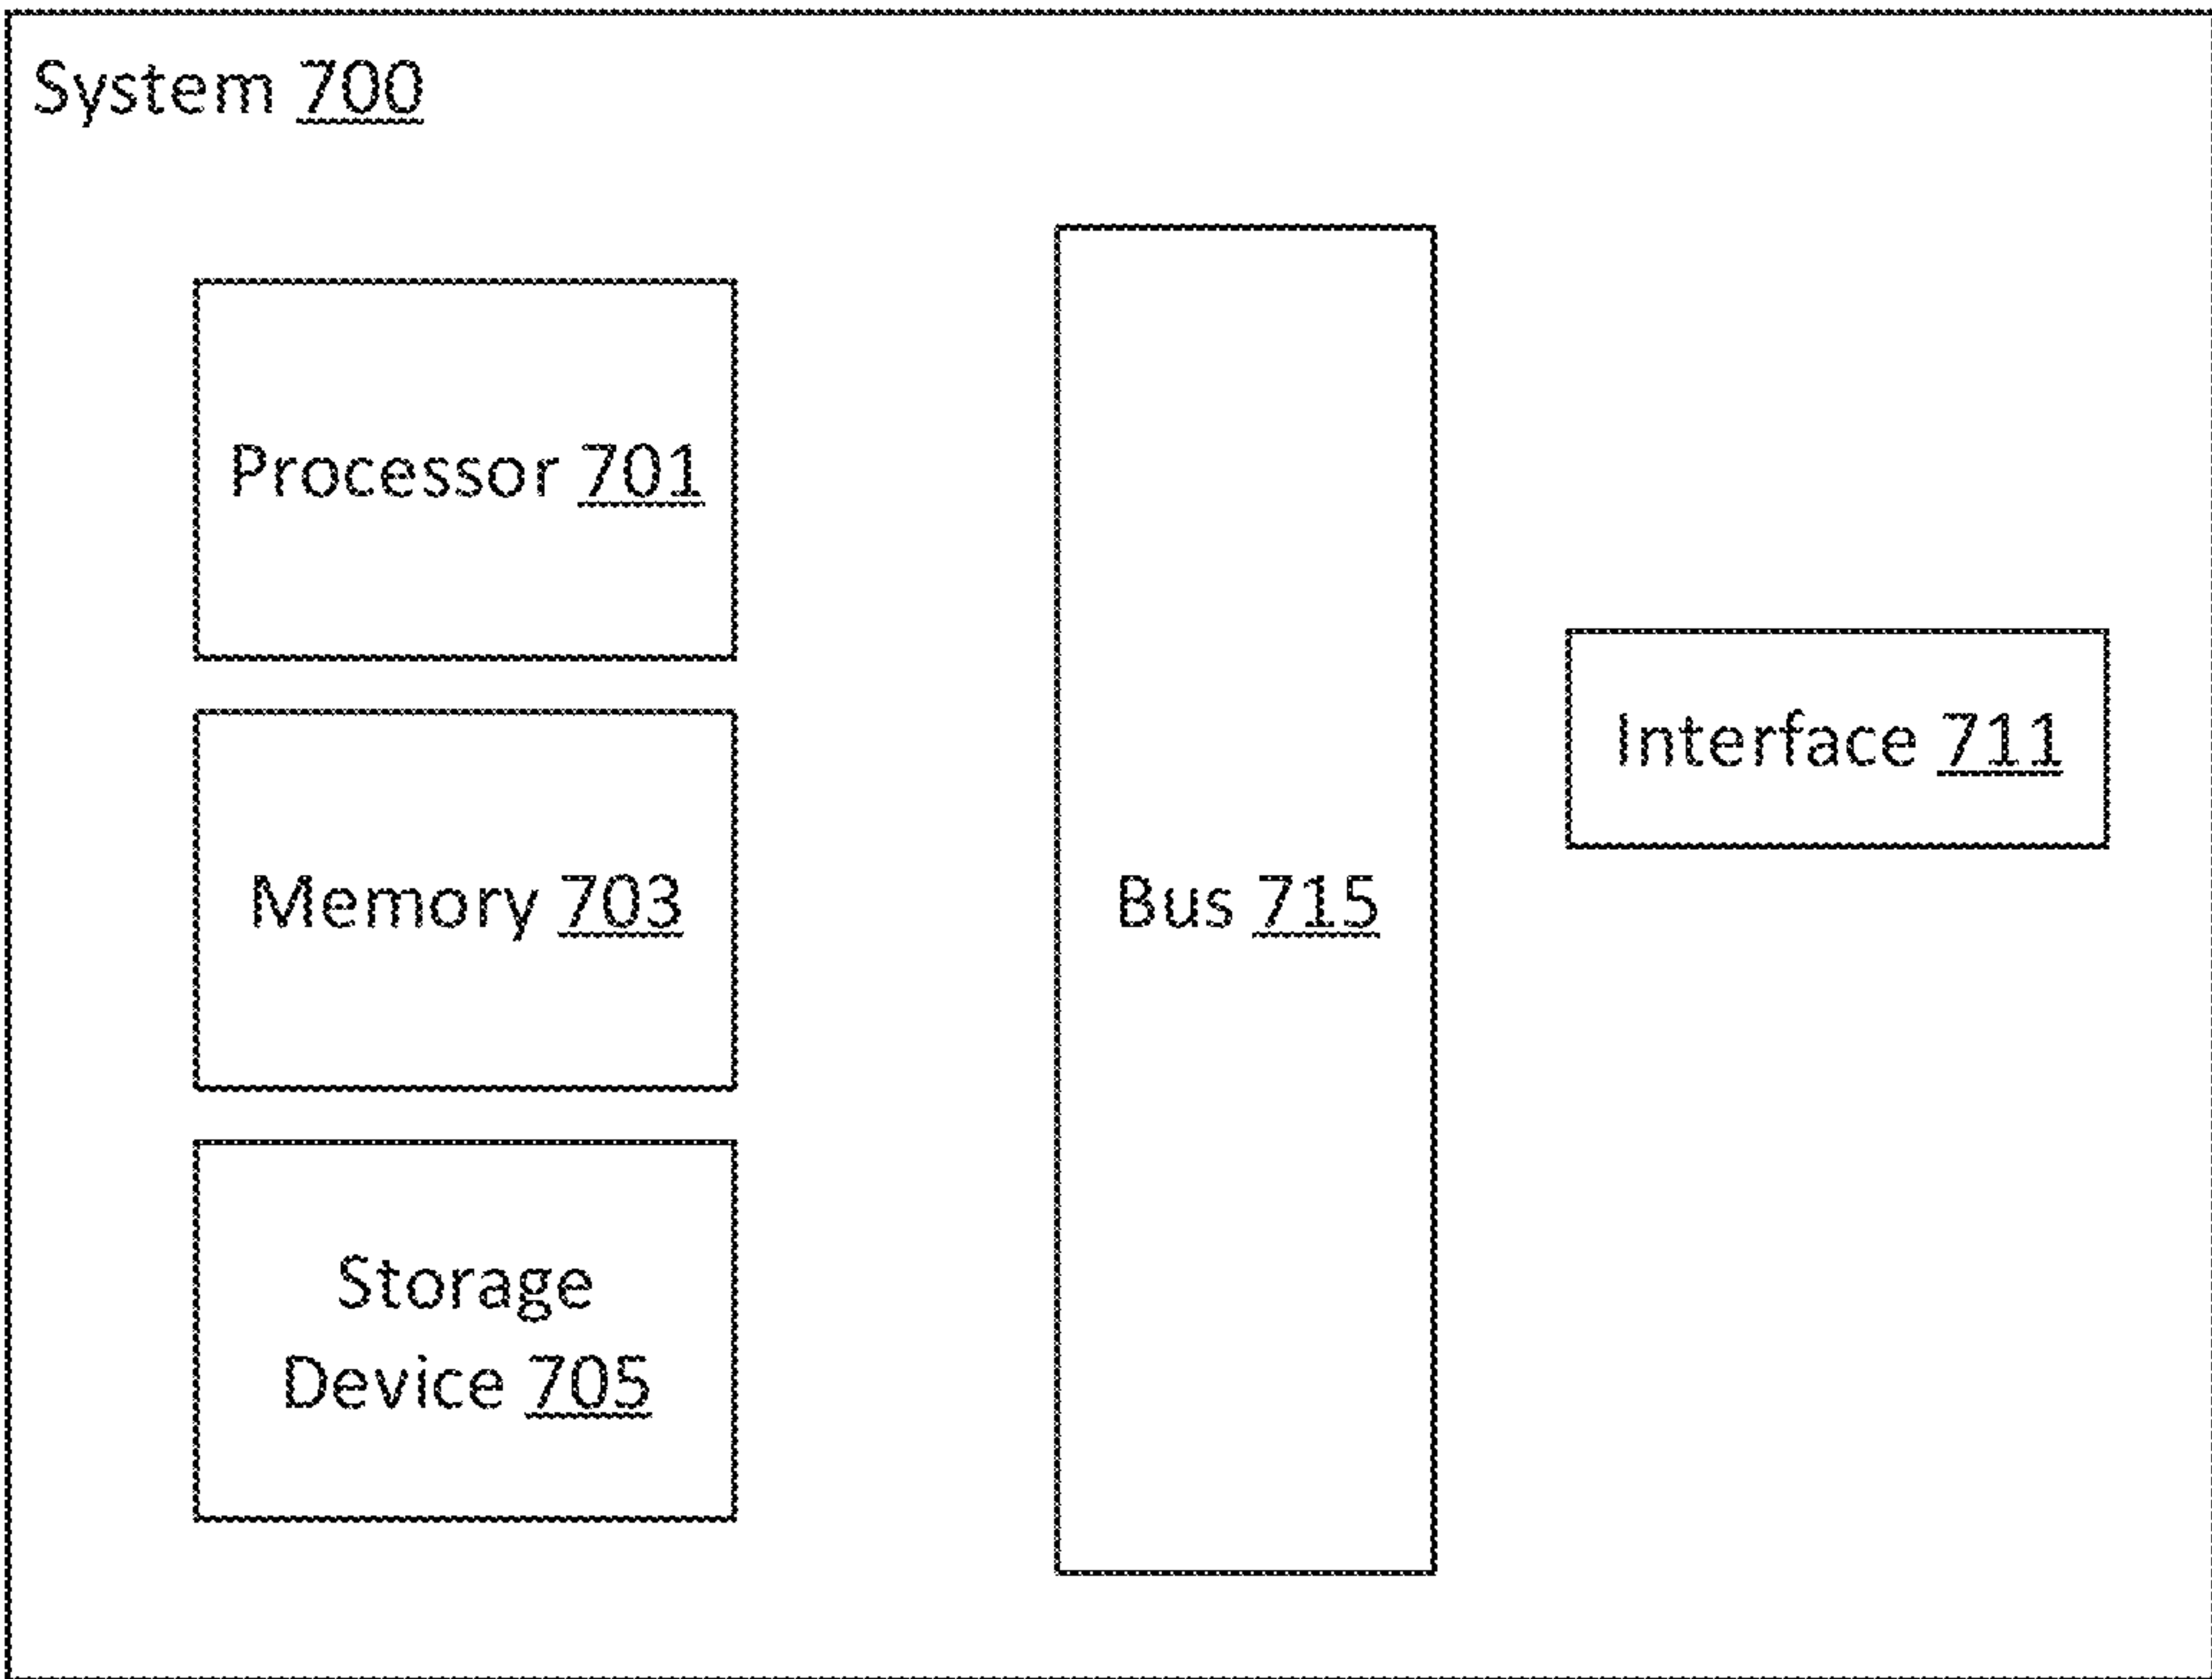 System 700
Processor 701
Interface 711
Memory 703
Bus 715
Storage
Device 705